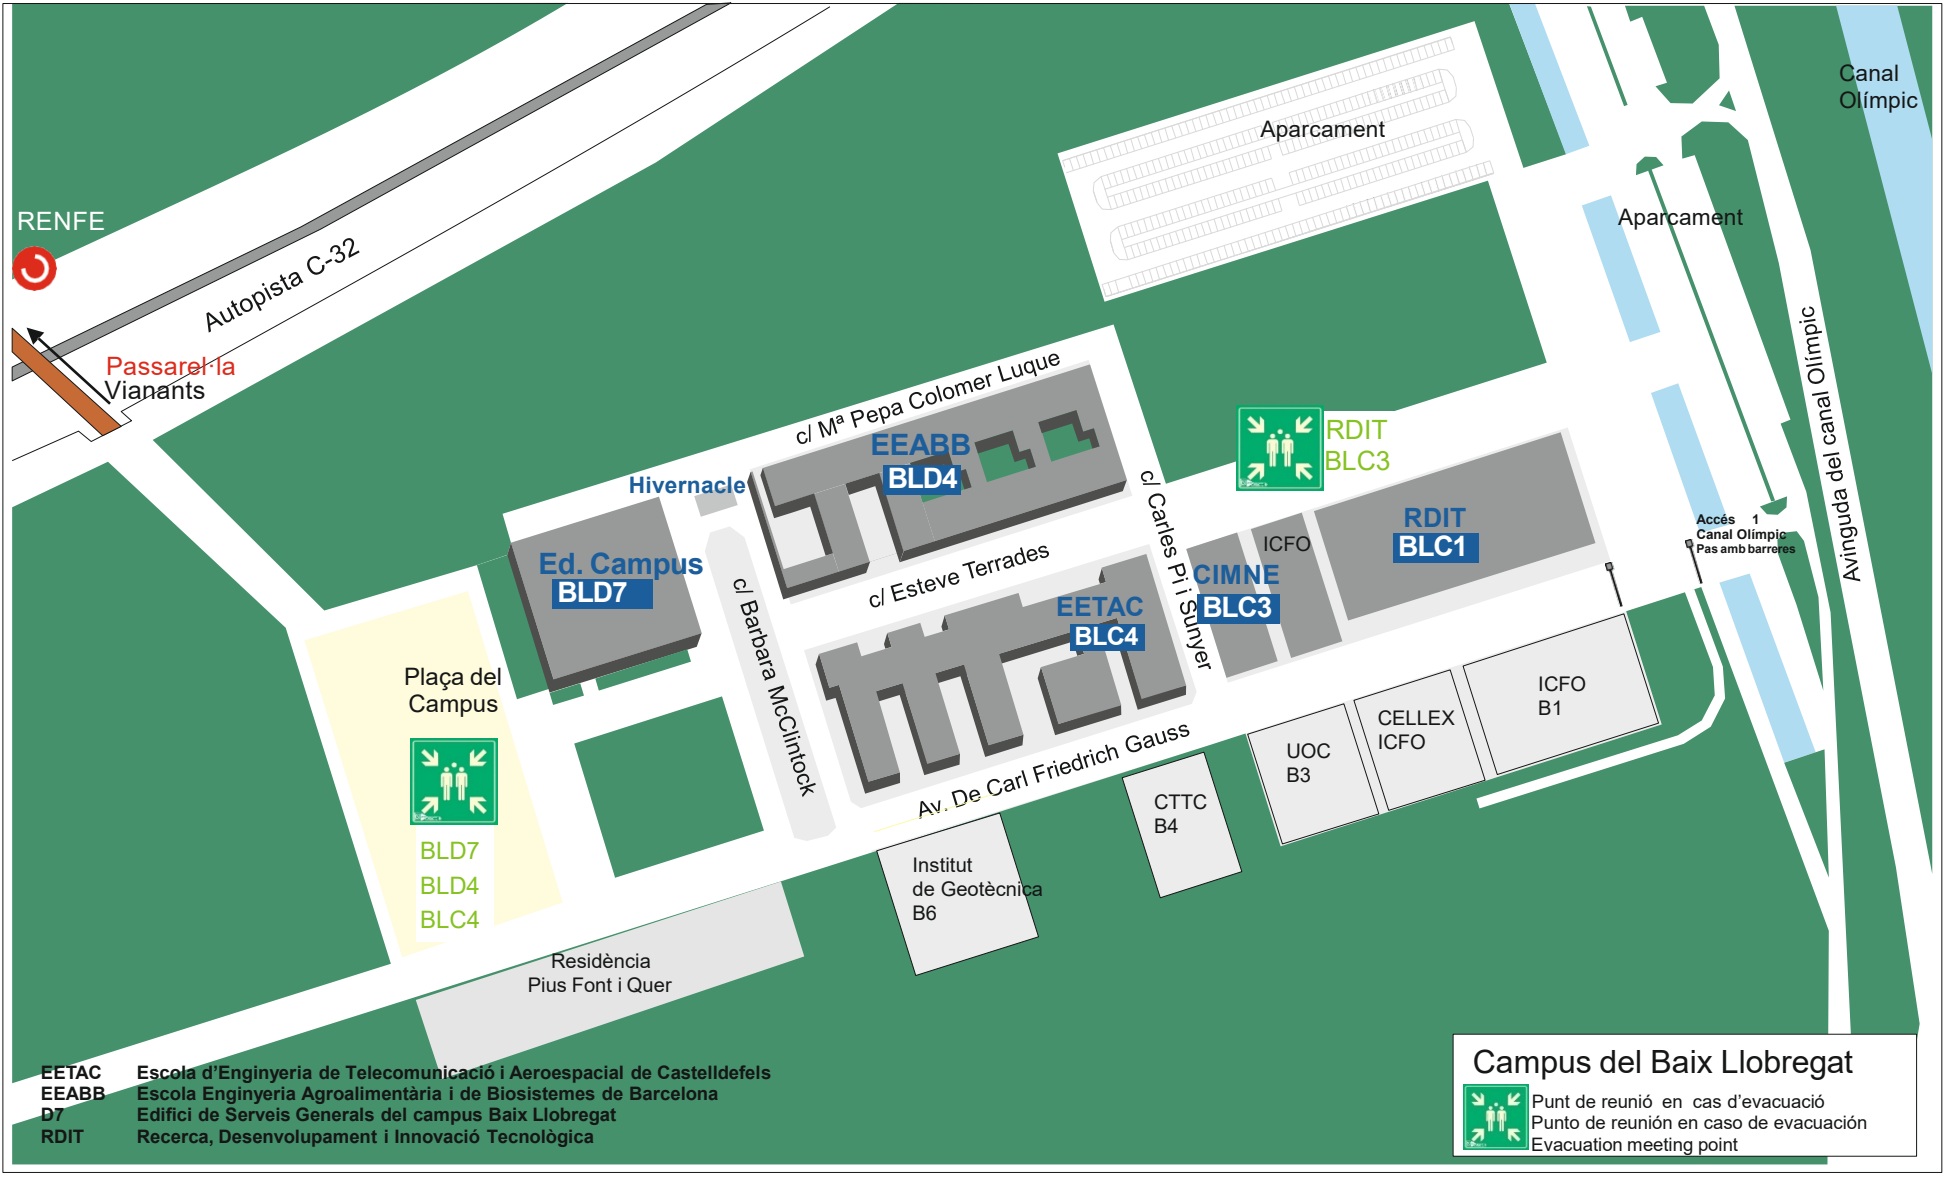 Canal
Olímpic
Aparcament
RENFE
Aparcament
Autopista C-32
Passarel·la
Vianants
c/ Mª Pepa Colomer Luque
Avinguda del canal Olímpic
RDIT
BLC3
EEABB
BLD4
Hivernacle
c/ Carles Pi i Sunyer
RDIT
BLC1
ICFO
Accés 1
Canal Olímpic
Pas amb barreres
Ed. Campus
BLD7
c/ Esteve Terrades
CIMNE
BLC3
c/ Barbara McClintock
EETAC
BLC4
Plaça del
Campus
ICFO
B1
CELLEX
ICFO
UOC
B3
Av. De Carl Friedrich Gauss
CTTC
B4
BLD7
BLD4
BLC4
Institut
de Geotècnica
B6
Residència
Pius Font i Quer
EETAC Escola d'Enginyeria de Telecomunicació i Aeroespacial de Castelldefels
EEABB Escola Enginyeria Agroalimentària i de Biosistemes de Barcelona
D7 Edifici de Serveis Generals del campus Baix Llobregat
RDIT Recerca, Desenvolupament i Innovació Tecnològica
Campus del Baix Llobregat
Punt de reunió en cas d'evacuació
Punto de reunión en caso de evacuación
Evacuation meeting point